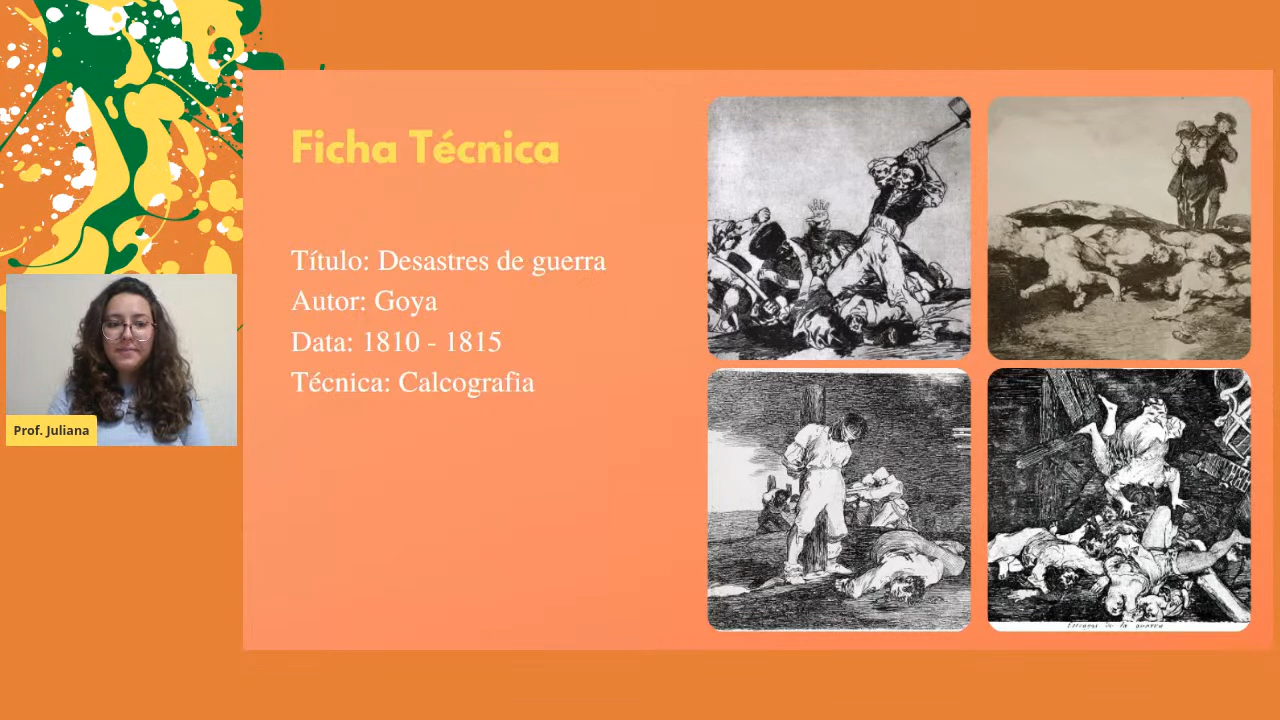 Ficha Técnica
Título: Desastres de guerra
Autor: Goya
Data: 1810 - 1815
Técnica: Calcografia
Prof. Juliana